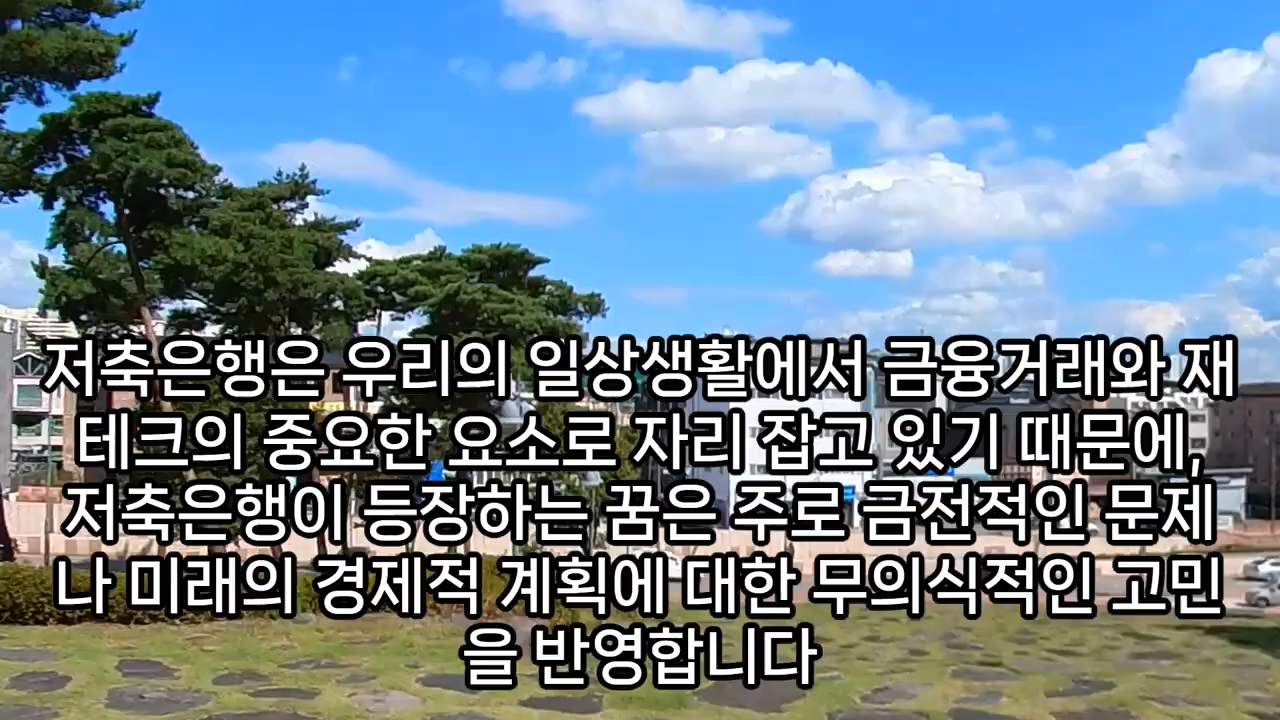 저축은행은 우리의 일상생활에서 금융거래와 재
테크의 중요한 요소로 자리 잡고 있기 때문에,
저축은행이 등장하는 꿈은 주로 금전적인 문제
나 미래의 경제적 계획에 대한 무의식적인 고민
을 반영합니다